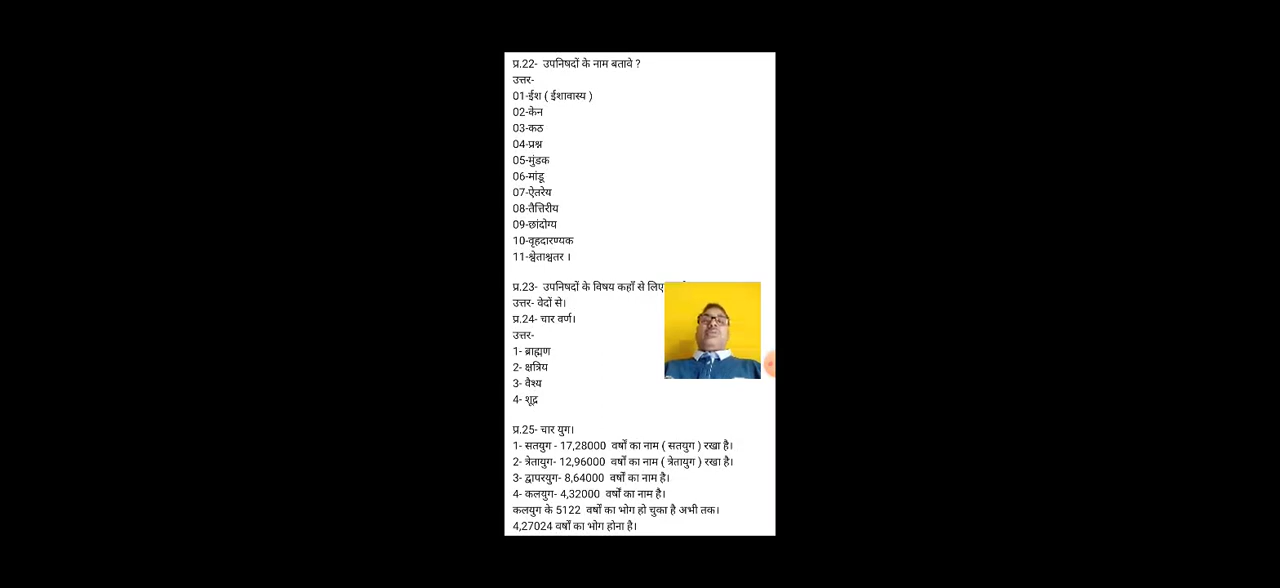 प्र.22- उपनिषदों के नाम बतावे ?
उत्तर-
01-ईश ( ईशावास्य )
02-केन
03-कठ
04-प्रश्न
05-मुंडक
06-मांडू
07-ऐतरेय
08-तैत्तिरीय
09-छांदोग्य
10-वृहदारण्यक
11-श्वेताश्वतर ।
प्र.23- उपनिषदों के विषय कहाँ से लिए
उत्तर- वेदों से।
प्र.24- चार वर्ण।
उत्तर-
1- ब्राह्मण
2- क्षत्रिय
3- वैश्य
4- शूद्र
प्र.25- चार युग।
1- सतयुग - 17,28000 वर्षों का नाम ( सतयुग ) रखा है।
2- त्रेतायुग- 12,96000 वर्षों का नाम ( त्रेतायुग ) रखा है।
3- द्वापरयुग- 8,64000 वर्षों का नाम है।
4- कलयुग- 4,32000 वर्षों का नाम है।
कलयुग के 5122 वर्षों का भोग हो चुका है अभी तक।
4,27024 वर्षों का भोग होना है।